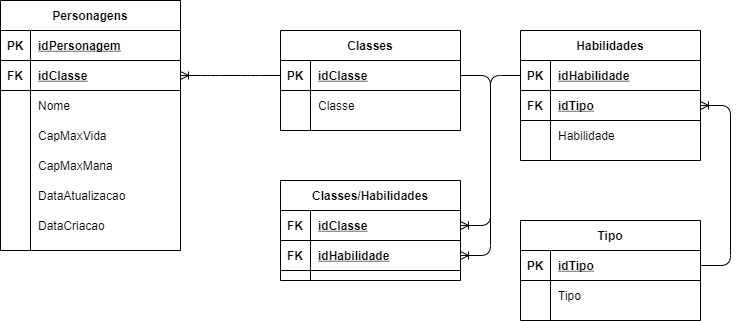 Personagens
PK idPersonagem
FK idClasse
Nome
CapMaxVida
CapMaxMana
DataAtualizacao
DataCriacao
Classes
PK idClasse
Classe
Habilidades
PK idHabilidade
FK idTipo
Habilidade
Classes/Habilidades
FK idClasse
FK idHabilidade
Tipo
PK idTipo
Tipo